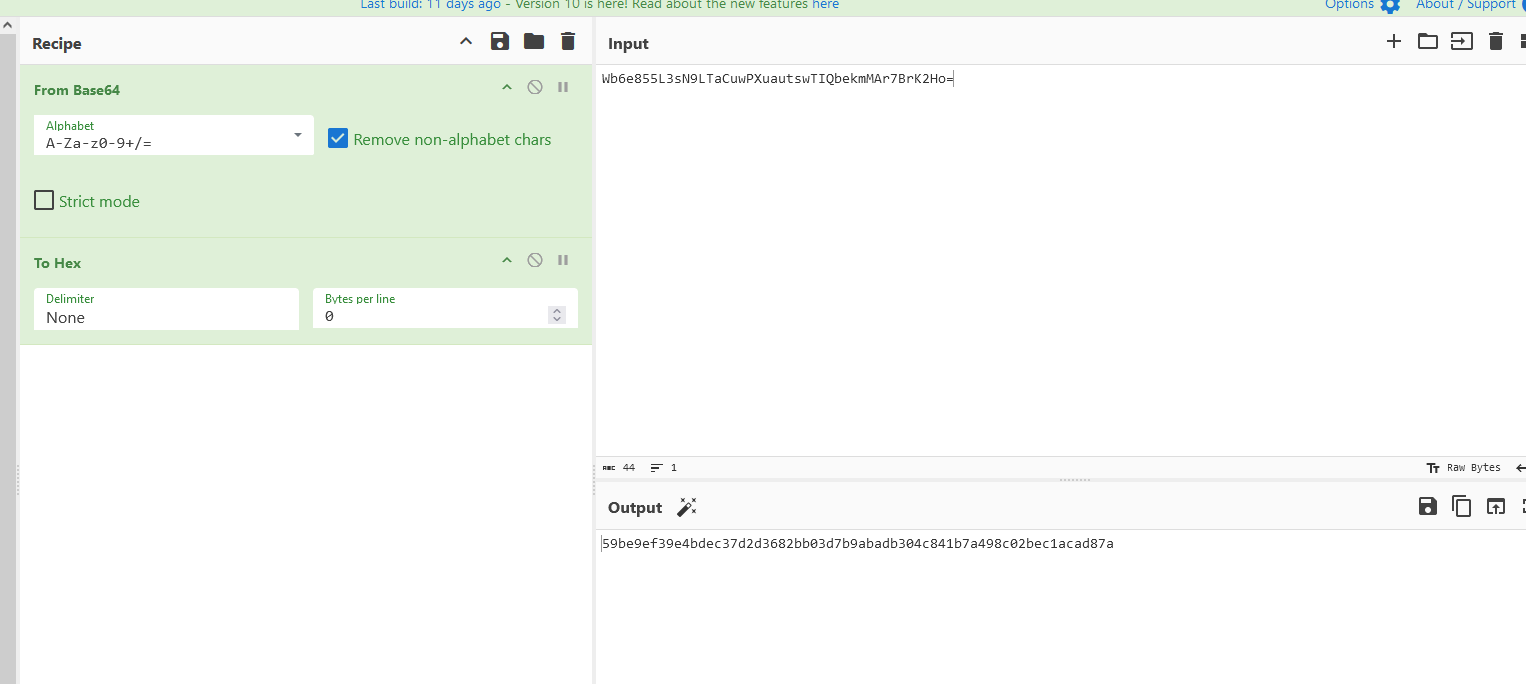 Last build: 11 days ago - Version 10 is here! Read about the new features here
Options
About / Support
Recipe
From Base64
Alphabet
A-Za-z0-9+/=
Remove non-alphabet chars
Strict mode
To Hex
Delimiter
None
Bytes per line
0
Input
Wb6e855L3sN9LTaCuwPXuautswTIQbekmMAr7BrK2Ho=
ABC 44
1
Tт Raw Bytes
Output
59be9ef39e4bdec37d2d3682bb03d7b9abadb304c841b7a498c02bec1acad87a